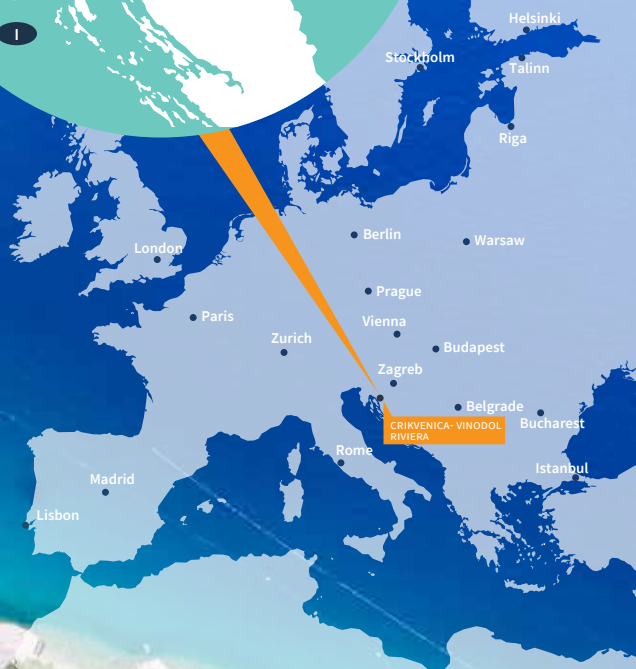 I
Helsinki
Stockholm
Talinn
Riga
London
Berlin
Warsaw
Prague
Paris
Vienna
Zurich
Budapest
Zagreb
Belgrade
CRIKVENICA- VINODOL
RIVIERA
Bucharest
Rome
Istanbul
Madrid
Lisbon